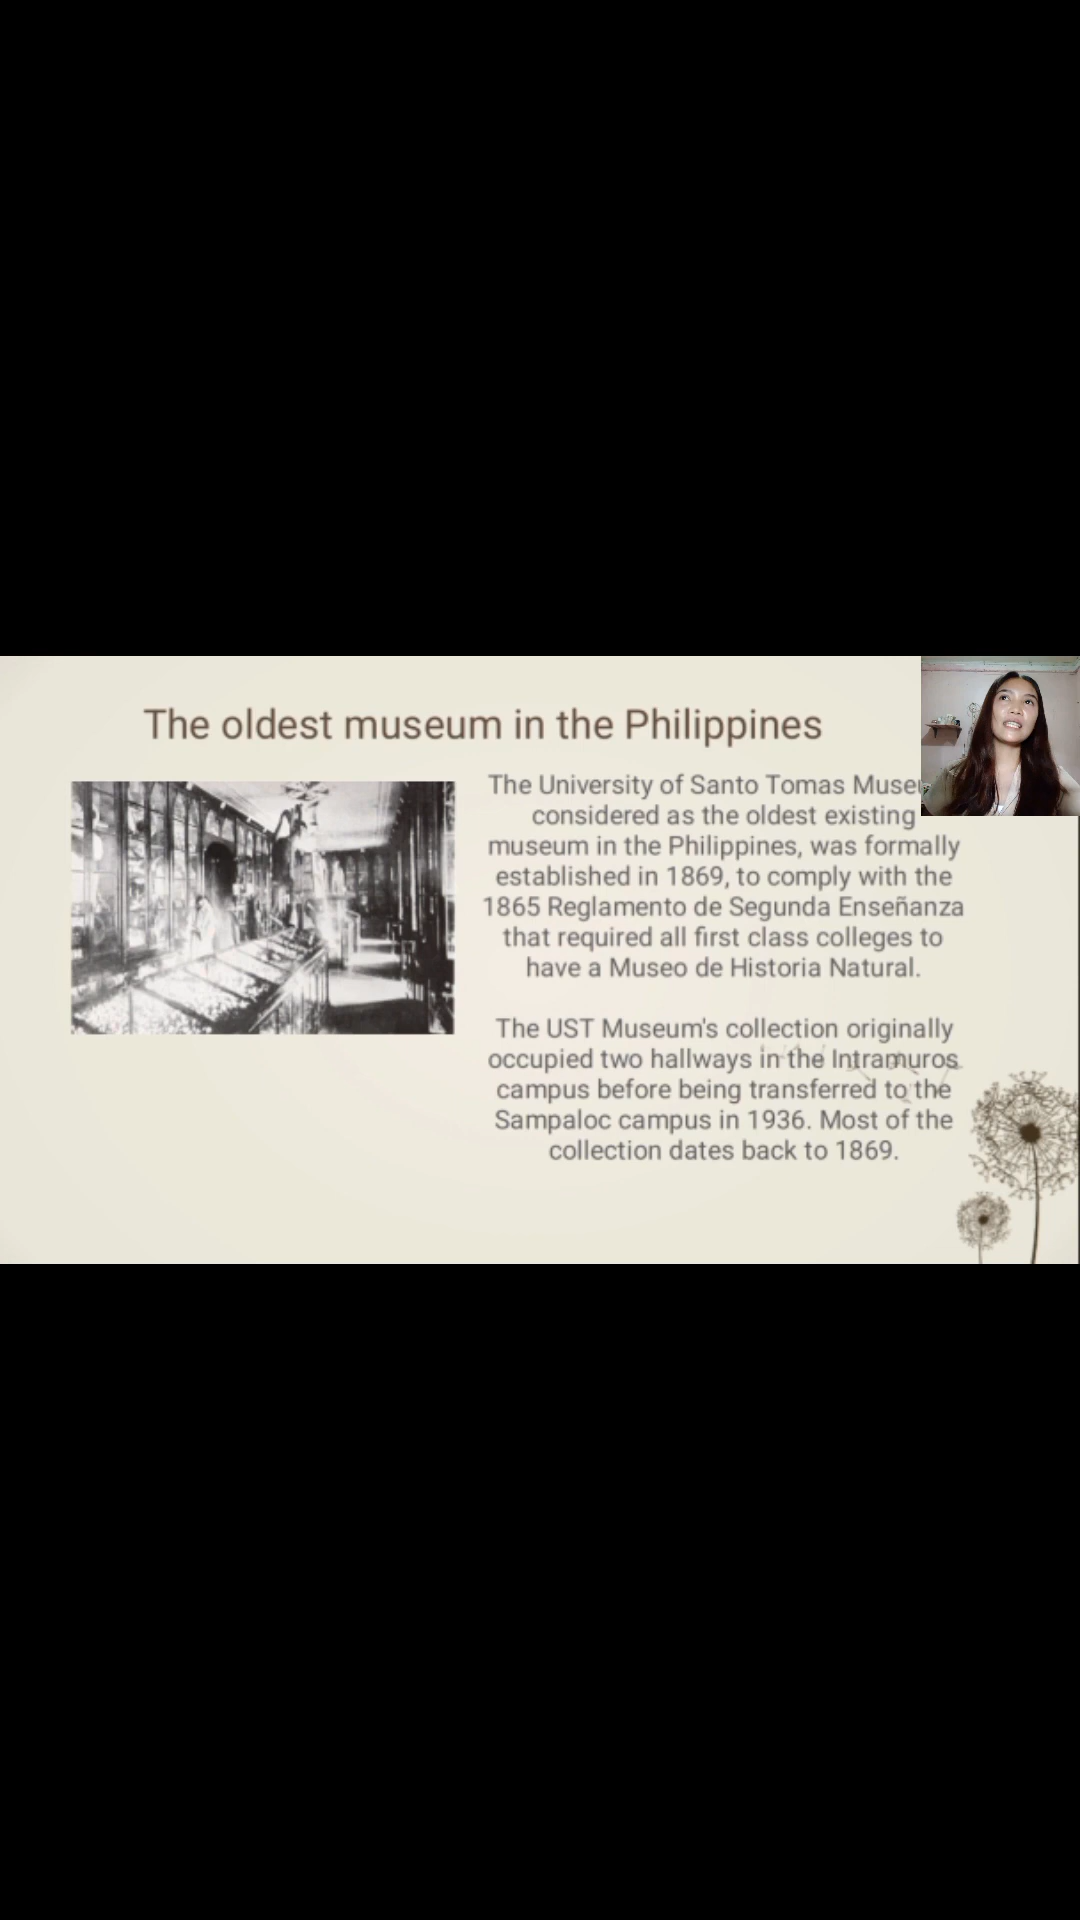 The oldest museum in the Philippines
The University of Santo Tomas
considered as the oldest existing
museum in the Philippines, was formally
established in 1869, to comply with the
1865 Reglamento de Segunda Enseñanza
that required all first class colleges to
have a Museo de Historia Natural.
The UST Museum's collection originally
occupied two hallways in the Intramuros
campus before being transferred to the
Sampaloc campus in 1936. Most of the
collection dates back to 1869.